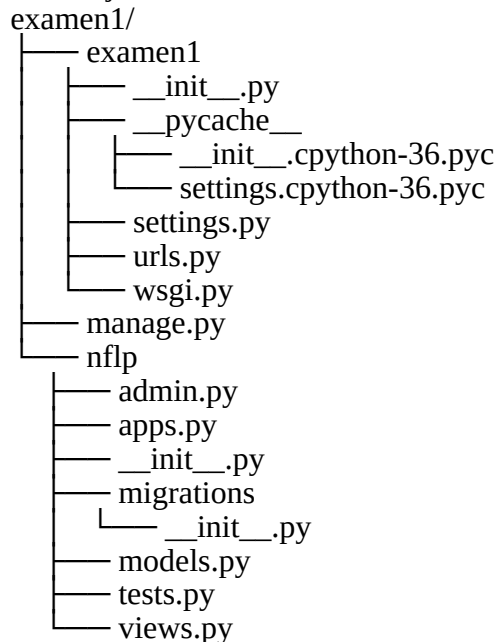 examen1/
examen1
__init__.py
__pycache__
__init__.cpython-36.pyc
settings.cpython-36.pyc
settings.py
urls.py
wsgi.py
manage.py
nflp
admin.py
apps.py
__init__.py
migrations
__init__.py
models.py
tests.py
views.py